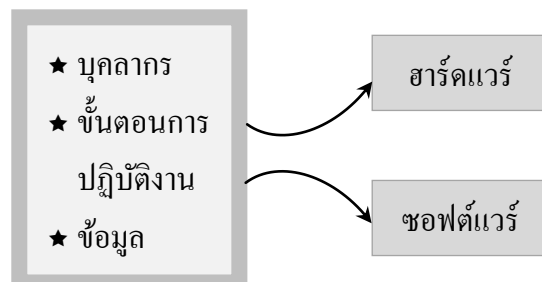 ★ บุคลากร
★ ขั้นตอนการ
ปฏิบัติงาน
★ ข้อมูล
ฮาร์ดแวร์
ซอฟต์แวร์